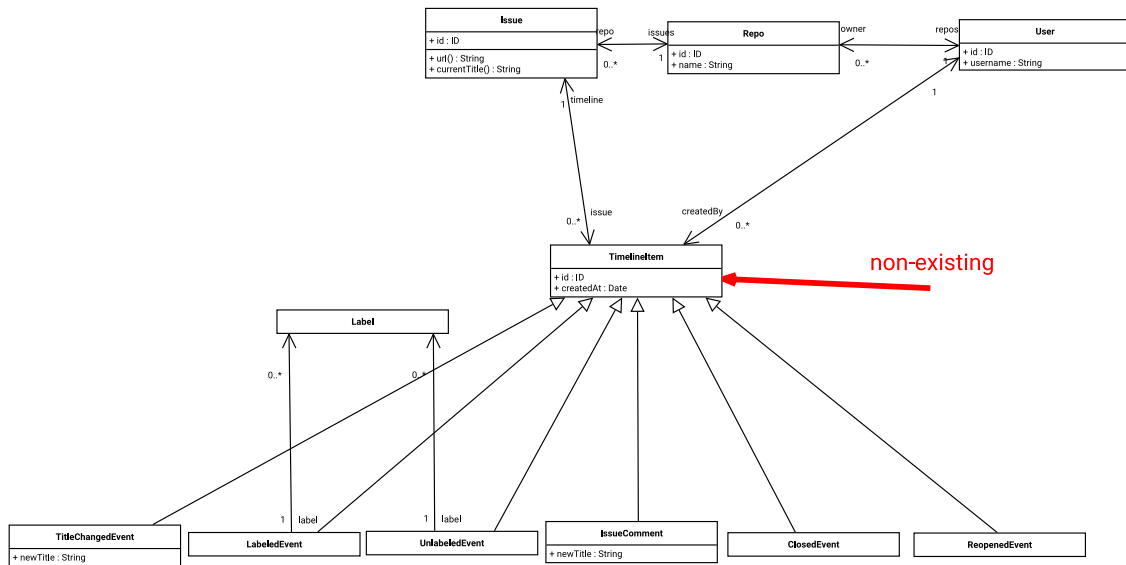 Issue
+ id : ID
+ url() : String
+ currentTitle() : String
repo
0..*
issues
1
Repo
+ id : ID
+ name : String
owner
0..*
repos
*
User
+ id : ID
+ username : String
1
timeline
1
0..*
issue
createdBy
0..*
TimelineItem
+ id : ID
+ createdAt : Date
non-existing
Label
0..*
0..*
1
label
1
label
TitleChangedEvent
+ newTitle : String
LabeledEvent
UnlabeledEvent
IssueComment
+ newTitle : String
ClosedEvent
ReopenedEvent